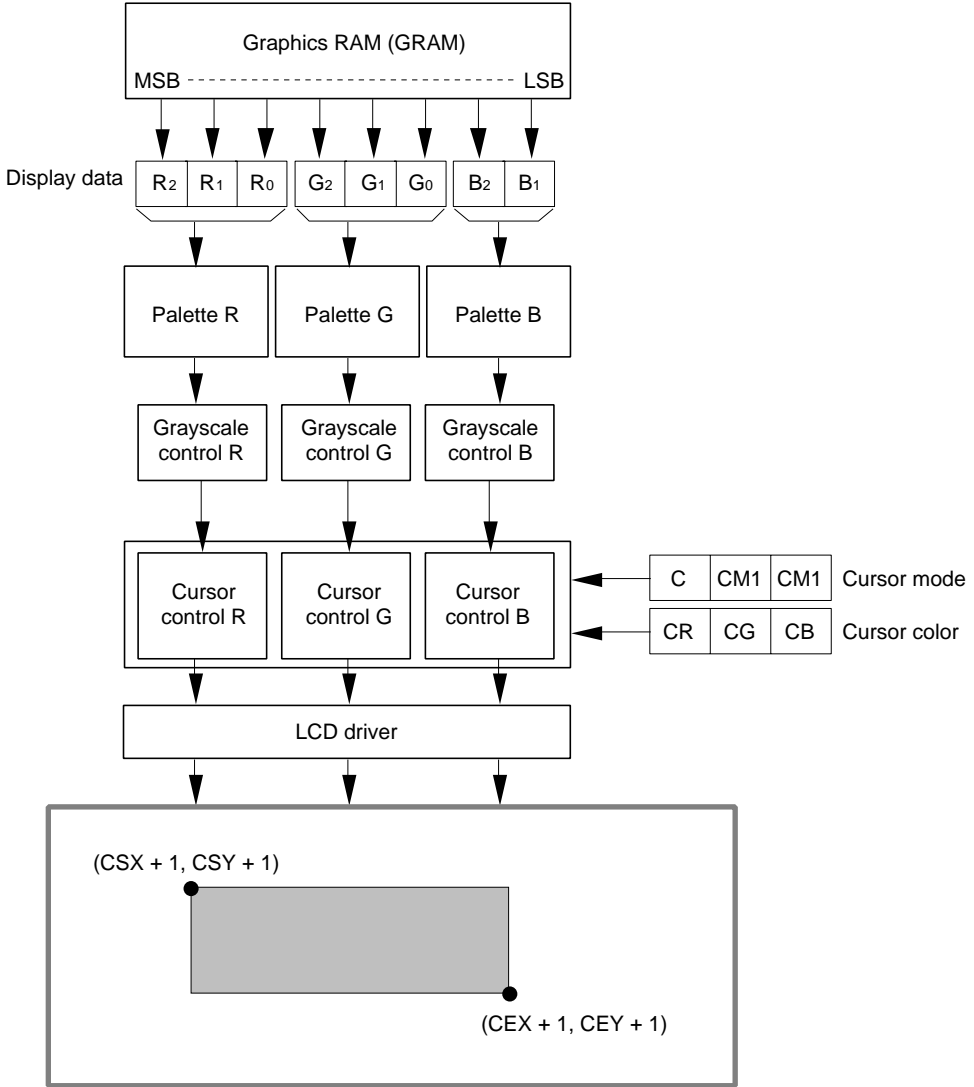 Graphics RAM (GRAM)
MSB LSB
Display data R2 R1 R0 G2 G1 G0 B2 B1
Palette R Palette G Palette B
Grayscale control R
Grayscale control G
Grayscale control B
Cursor control R
Cursor control G
Cursor control B
C CM1 CM1 Cursor mode
CR CG CB Cursor color
LCD driver
(CSX + 1, CSY + 1)
(CEX + 1, CEY + 1)